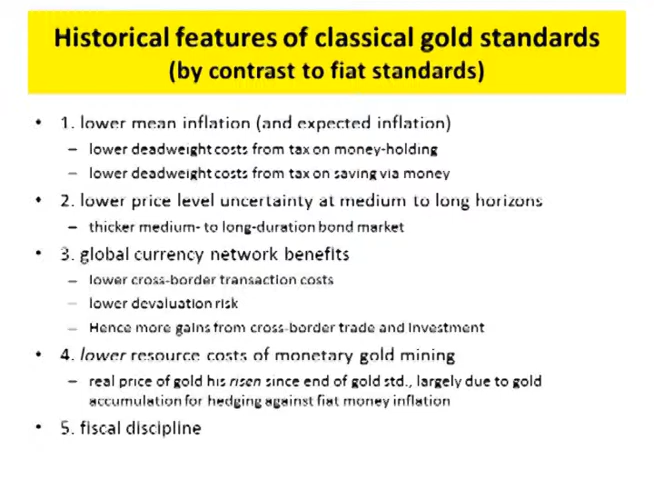 Historical features of classical gold standards
(by contrast to fiat standards)
• 1. lower mean inflation (and expected inflation)
– lower deadweight costs from tax on money-holding
– lower deadweight costs from tax on saving via money
• 2. lower price level uncertainty at medium to long horizons
– thicker medium- to long-duration bond market
• 3. global currency network benefits
– lower cross-border transaction costs
– lower devaluation risk
– Hence more gains from cross-border trade and investment
• 4. lower resource costs of monetary gold mining
– real price of gold his risen since end of gold std., largely due to gold
accumulation for hedging against fiat money inflation
• 5. fiscal discipline